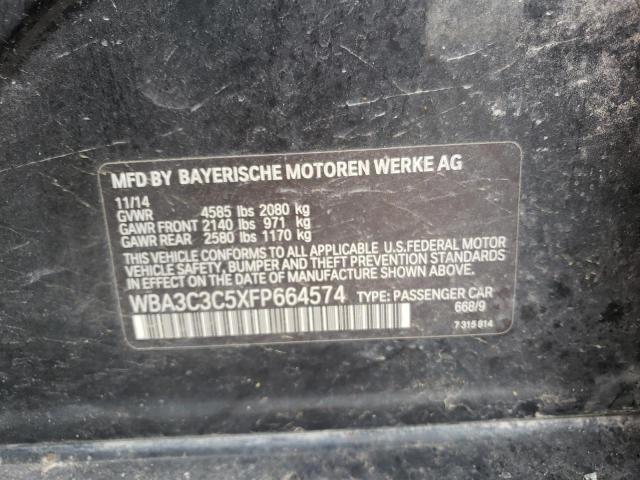 MFD BY BAYERISCHE MOTOREN WERKE AG
11/14
GVWR 4585 lbs 2080 kg
GAWR FRONT 2140 lbs 971 kg
GAWR REAR 2580 lbs 1170 kg
THIS VEHICLE CONFORMS TO ALL APPLICABLE U.S.FEDERAL MOTOR
VEHICLE SAFETY, BUMPER, AND THEFT PREVENTION STANDARDS
IN EFFECT ON THE DATE OF MANUFACTURE SHOWN ABOVE.
WBA3C3C5XFP664574 TYPE: PASSENGER CAR
668/9
7 315 814